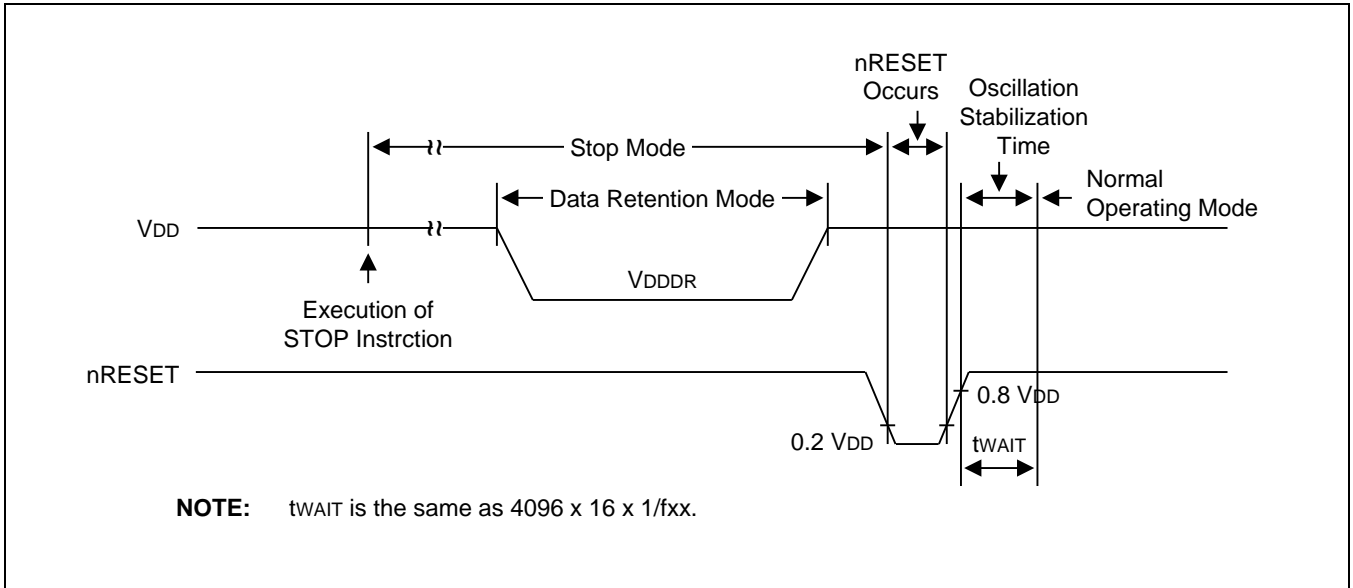 nRESET
Occurs
Oscillation
Stabilization
Time
Stop Mode
Data Retention Mode
Normal
Operating Mode
VDD
VDDDR
Execution of
STOP Instrction
nRESET
0.8 VDD
0.2 VDD
tWAIT
NOTE: tWAIT is the same as 4096 x 16 x 1/fxx.